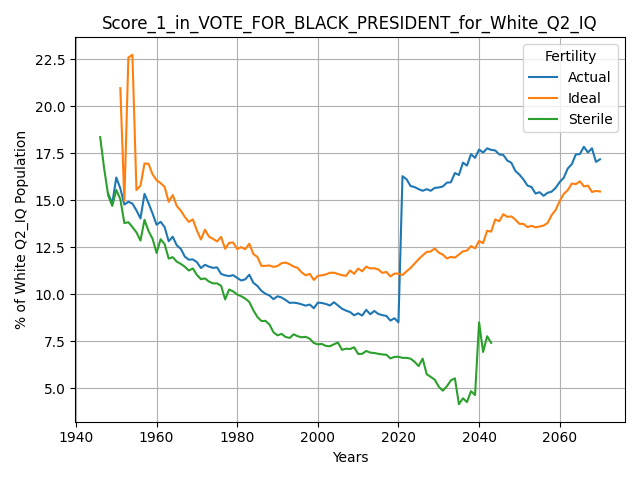 Score_1_in_VOTE_FOR_BLACK_PRESIDENT_for_White_Q2_IQ
Fertility
Actual
Ideal
Sterile
% of White Q2_IQ Population
22.5
20.0
17.5
15.0
12.5
10.0
7.5
5.0
1940 1960 1980 2000 2020 2040 2060
Years